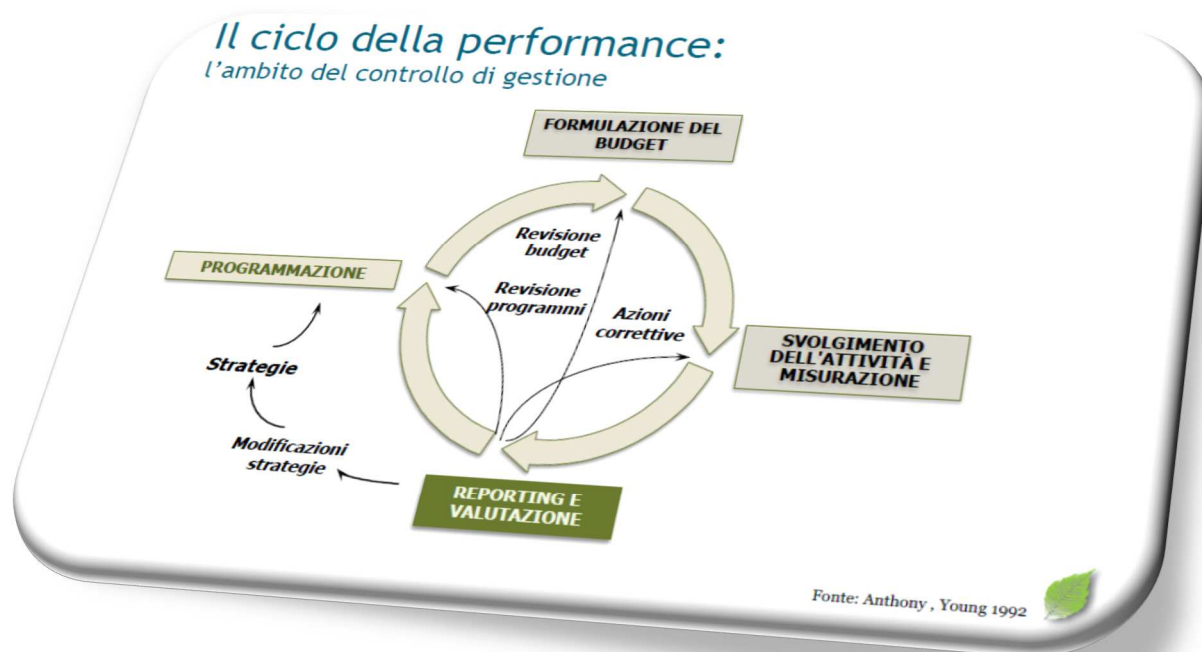 Il ciclo della performance:
l'ambito del controllo di gestione
FORMULAZIONE DEL
BUDGET
Revisione
budget
PROGRAMMAZIONE
Revisione
programmi
Azioni
correttive
SVOLGIMENTO
DELL'ATTIVITÀ E
MISURAZIONE
Strategie
Modificazioni
strategie
REPORTING E
VALUTAZIONE
Fonte: Anthony , Young 1992